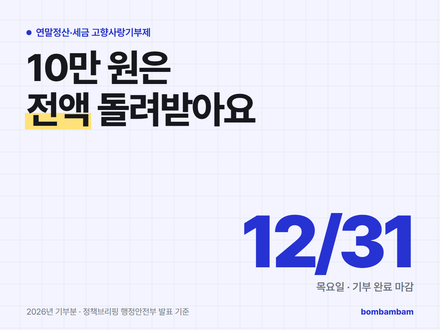 연말정산·세금 고향사랑기부제
10만 원은
전액 돌려받아요
12/31
목요일 · 기부 완료 마감
2026년 기부분 · 정책브리핑 행정안전부 발표 기준
bombambam